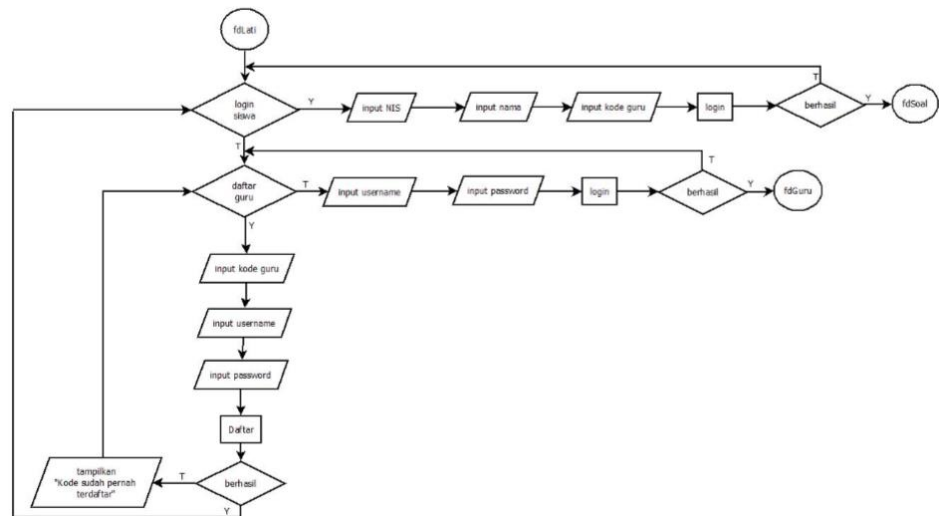 fdLati
login
siswa
Y
input NIS
input nama
input kode guru
login
berhasil
T
Y
fdSoal
T
daftar
guru
T
input username
input password
login
berhasil
T
Y
fdGuru
Y
input kode guru
input username
input password
Daftar
berhasil
T
tampilkan
"Kode sudah pernah
terdaftar"
Y